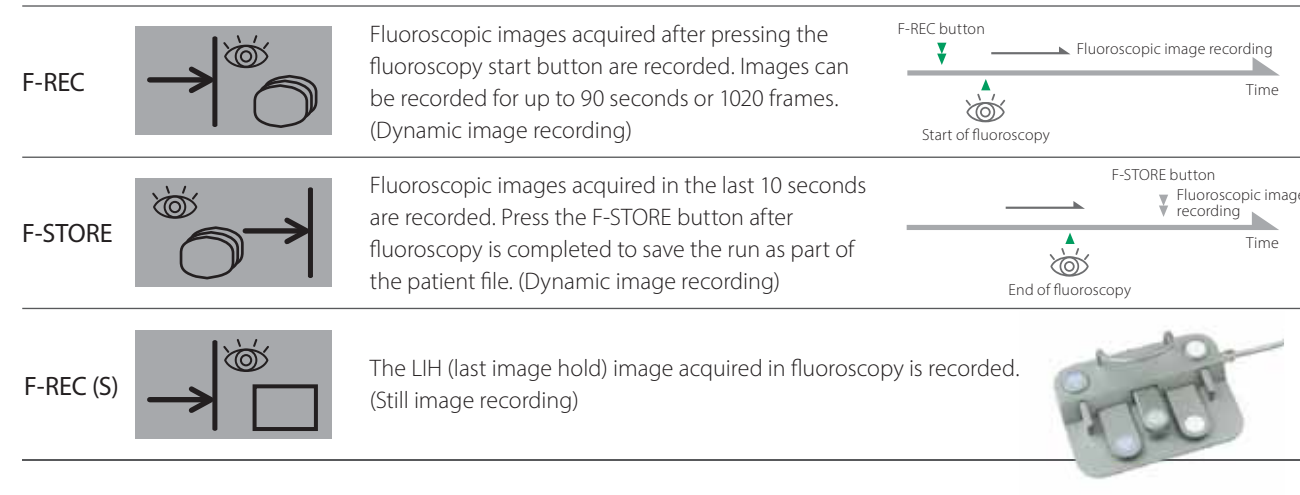 F-REC
Fluoroscopic images acquired after pressing the
fluoroscopy start button are recorded. Images can
be recorded for up to 90 seconds or 1020 frames.
(Dynamic image recording)
F-REC button
Fluoroscopic image recording
Time
Start of fluoroscopy
F-STORE
Fluoroscopic images acquired in the last 10 seconds
are recorded. Press the F-STORE button after
fluoroscopy is completed to save the run as part of
the patient file. (Dynamic image recording)
F-STORE button
Fluoroscopic image
recording
Time
End of fluoroscopy
F-REC (S)
The LIH (last image hold) image acquired in fluoroscopy is recorded.
(Still image recording)